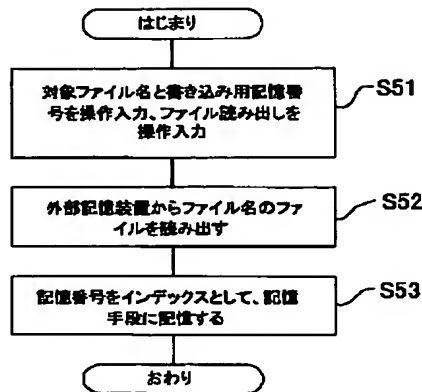 はじまり
対象ファイル名と書き込み用記憶番
号を操作入力、ファイル読み出しを
操作入力
S51
外部記憶装置からファイル名のファ
イルを読み出す
S52
記憶番号をインデックスとして、記憶
手段に記憶する
S53
おわり